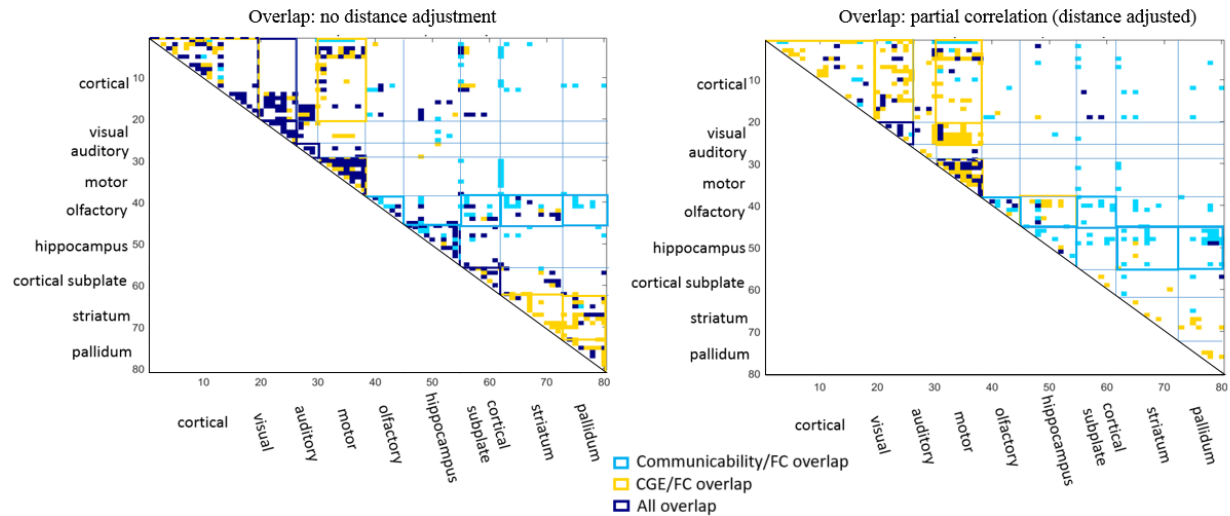 Overlap: no distance adjustment
cortical
visual
auditory
motor
olfactory
hippocampus
cortical subplate
striatum
pallidum
10
20
30
40
50
60
70
80
10
20
30
40
50
60
70
80
cortical
visual
auditory
motor
olfactory
hippocampus
cortical
subplate
striatum
pallidum
Overlap: partial correlation (distance adjusted)
cortical
visual
auditory
motor
olfactory
hippocampus
cortical subplate
striatum
pallidum
10
20
30
40
50
60
70
80
10
20
30
40
50
60
70
80
cortical
visual
auditory
motor
olfactory
hippocampus
cortical
subplate
striatum
pallidum
Communicability/FC overlap
CGE/FC overlap
All overlap